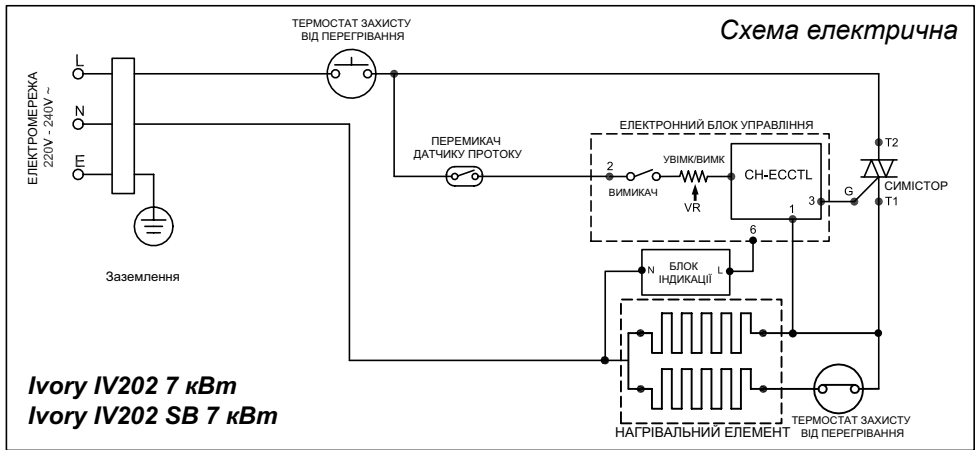 Схема електрична
ТЕРМОСТАТ ЗАХИСТУ
ВІД ПЕРЕГРІВАННЯ
ЕЛЕКТРОМЕРЕЖА
220V - 240V ~
L
N
E
Заземлення
ПЕРЕМИКАЧ
ДАТЧИКУ ПРОТОКУ
ЕЛЕКТРОННИЙ БЛОК УПРАВЛІННЯ
2
ВИМИКАЧ
УВІМК/ВИМК
VR
CH-ECCTL
3
1
6
G
T2
СИМІСТОР
T1
N
БЛОК
ІНДИКАЦІЇ
L
НАГРІВАЛЬНИЙ ЕЛЕМЕНТ
ТЕРМОСТАТ ЗАХИСТУ
ВІД ПЕРЕГРІВАННЯ
Ivory IV202 7 кВт
Ivory IV202 SB 7 кВт